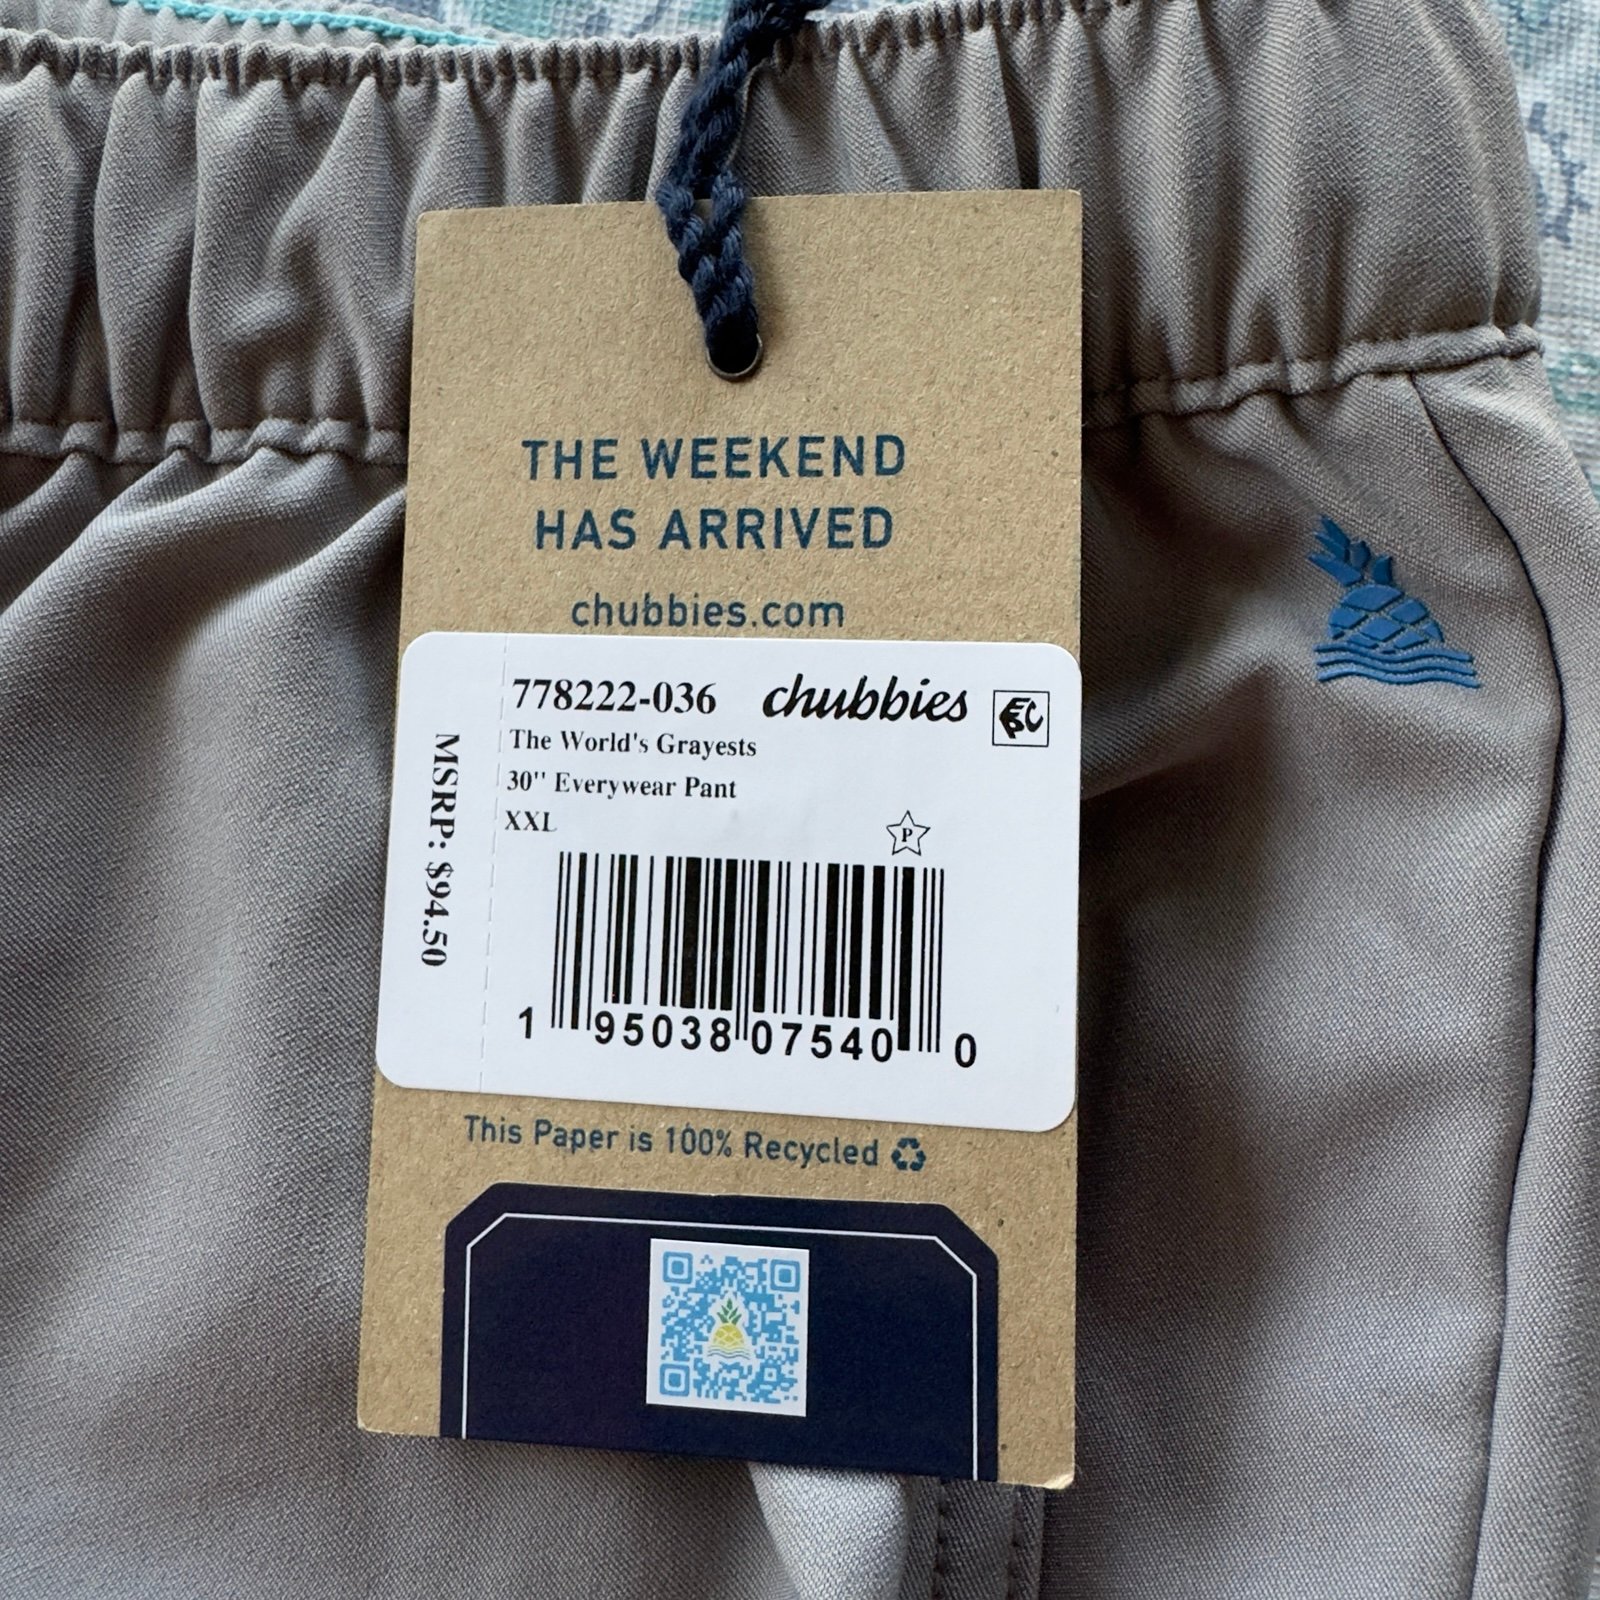 THE WEEKEND
HAS ARRIVED
chubbies.com
778222-036 chubbies
The World's Grayests
30" Everywear Pant
XXL
P
MSRP: $94.50
1 95038 07540 0
This Paper is 100% Recycled